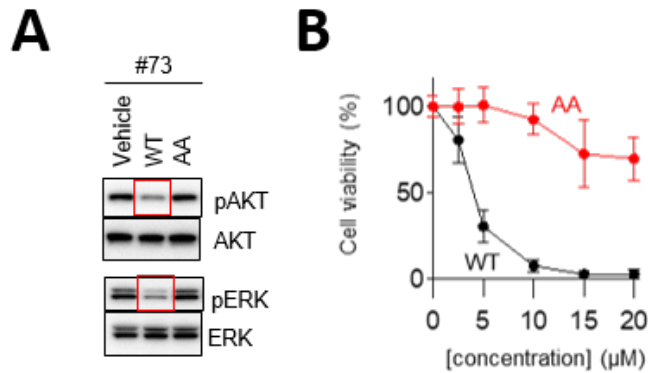 A
#73
Vehicle
WT
AA
pAKT
AKT
pERK
ERK
B
Cell viability (%)
100
50
0
AA
WT
0 5 10 15 20
[concentration] (µM)